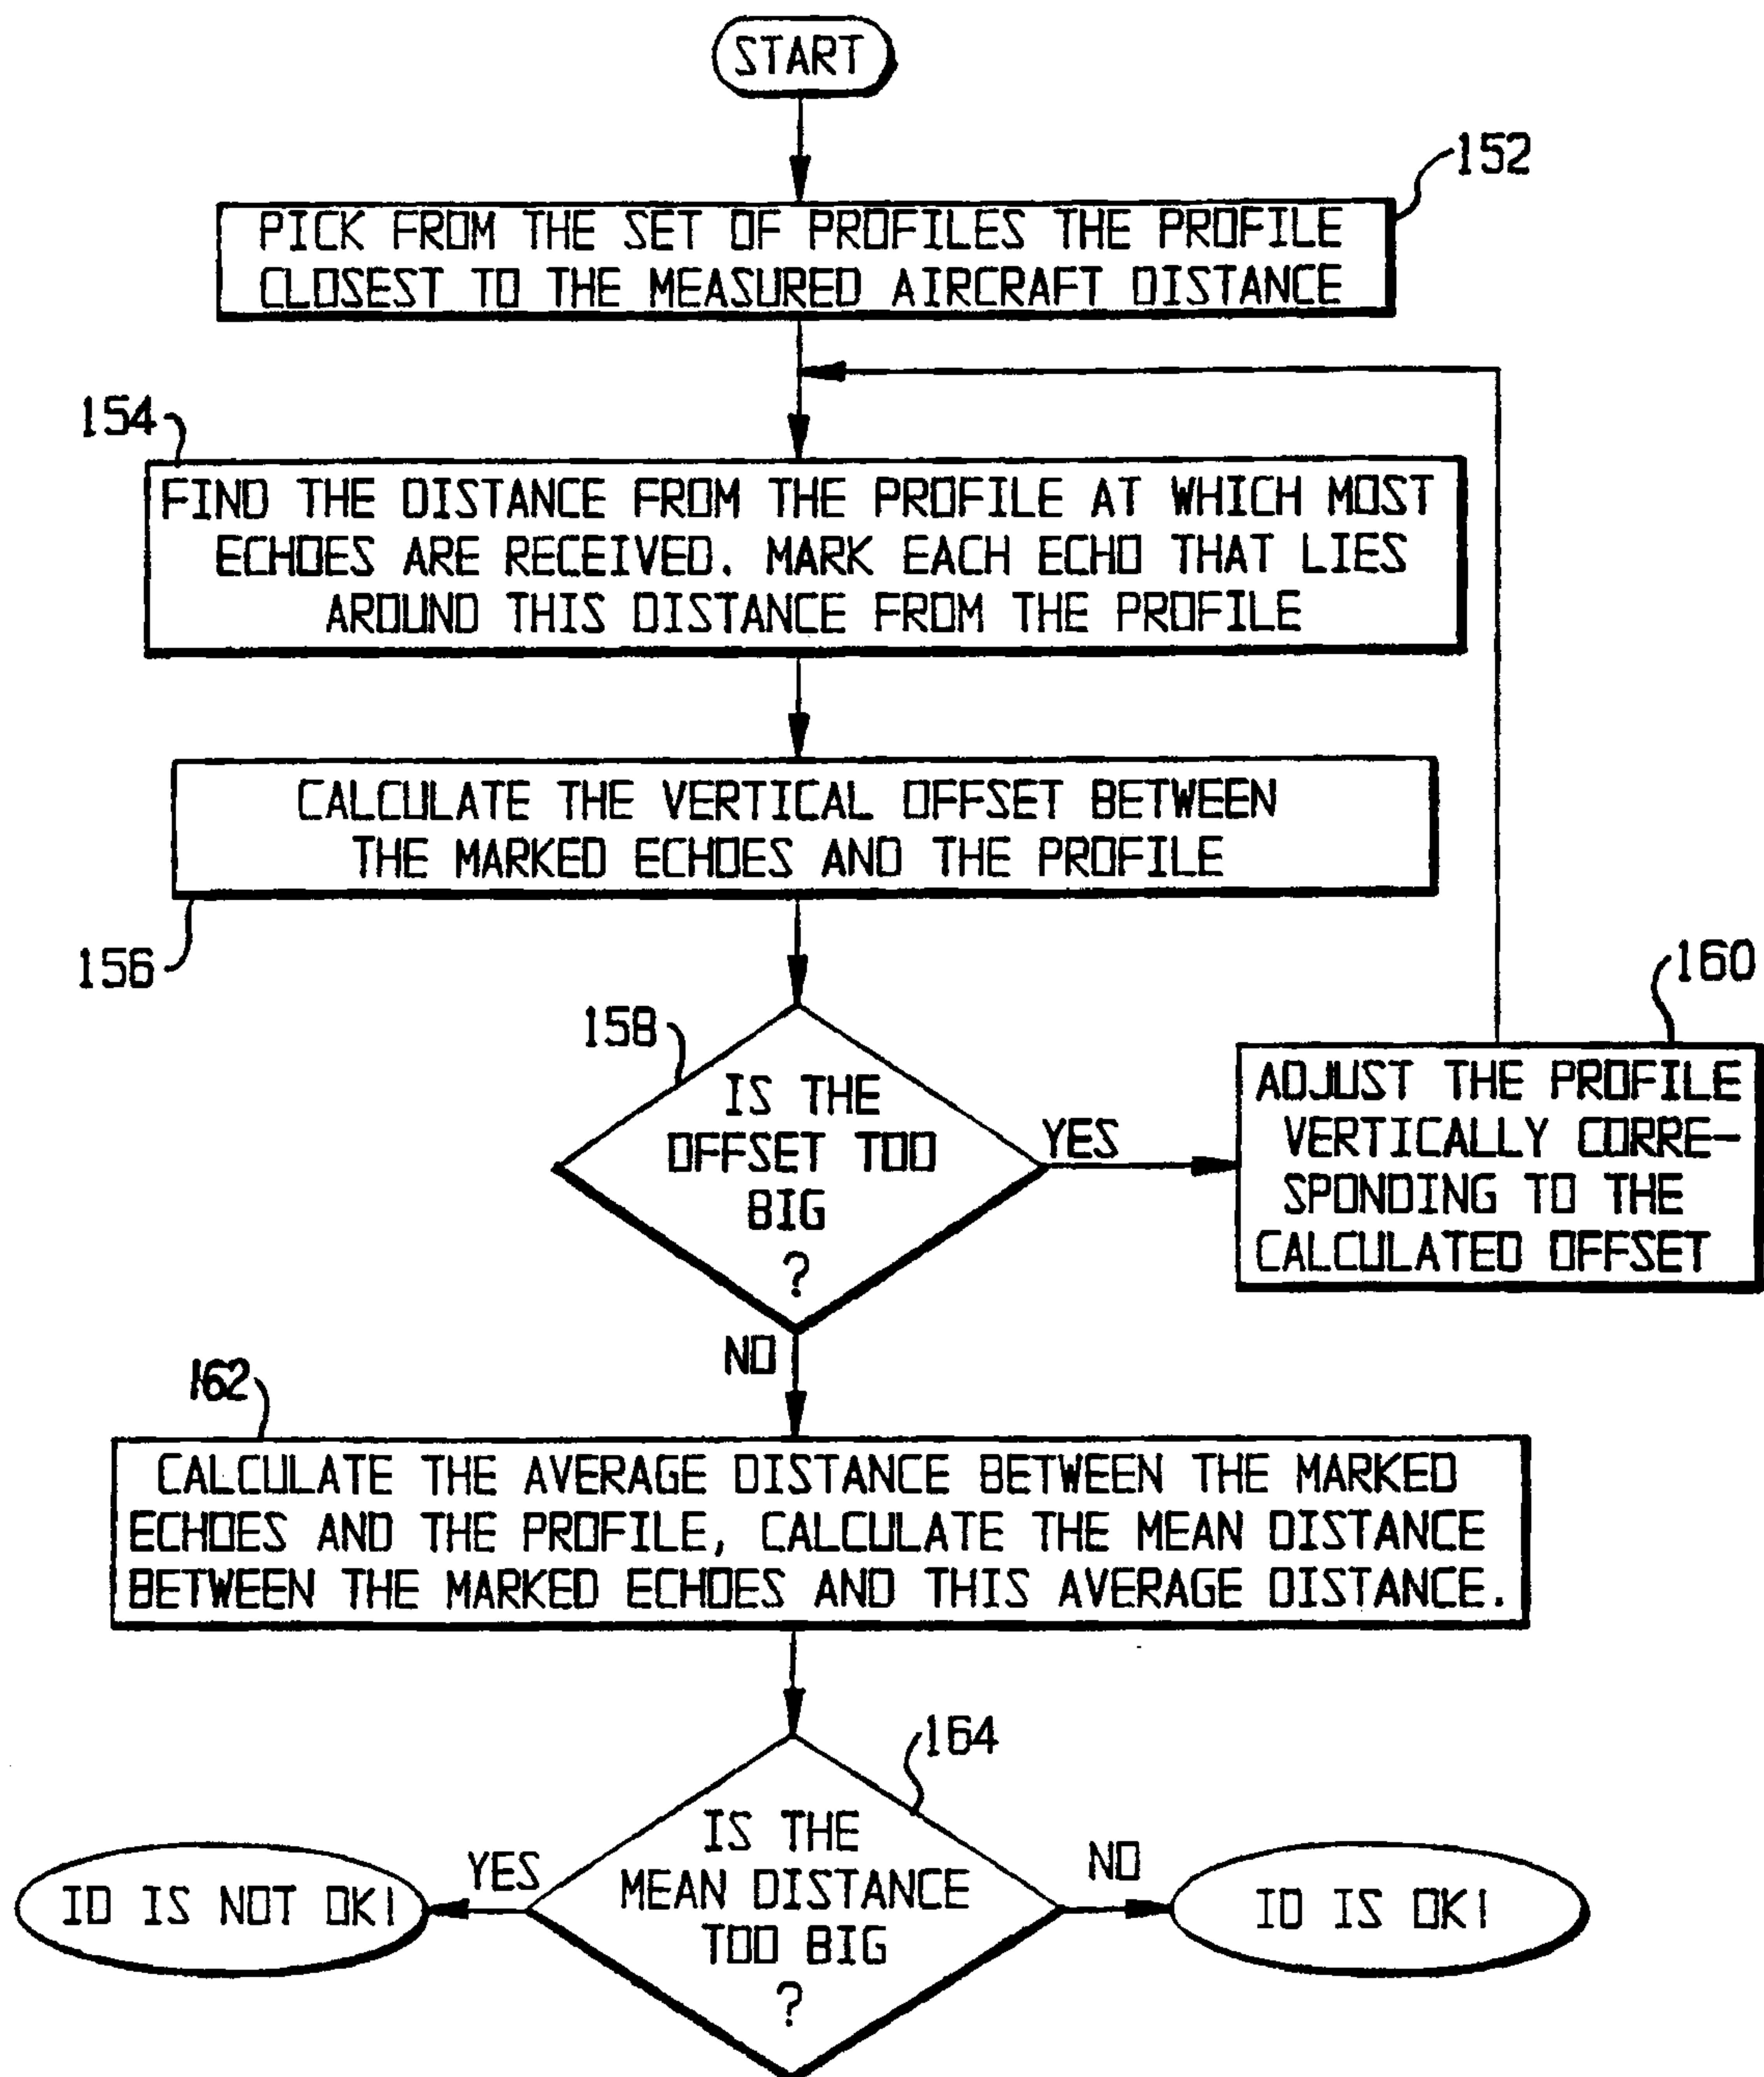 START
152
PICK FROM THE SET OF PROFILES THE PROFILE
CLOSEST TO THE MEASURED AIRCRAFT DISTANCE
154
FIND THE DISTANCE FROM THE PROFILE AT WHICH MOST
ECHOES ARE RECEIVED. MARK EACH ECHO THAT LIES
AROUND THIS DISTANCE FROM THE PROFILE
CALCULATE THE VERTICAL OFFSET BETWEEN
THE MARKED ECHOES AND THE PROFILE
156
158
IS THE
OFFSET TOO
BIG
?
YES
160
ADJUST THE PROFILE
VERTICALLY CORRE-
SPONDING TO THE
CALCULATED OFFSET
NO
162
CALCULATE THE AVERAGE DISTANCE BETWEEN THE MARKED
ECHOES AND THE PROFILE, CALCULATE THE MEAN DISTANCE
BETWEEN THE MARKED ECHOES AND THIS AVERAGE DISTANCE.
164
IS THE
MEAN DISTANCE
TOO BIG
?
YES
ID IS NOT OK!
NO
ID IS OK!